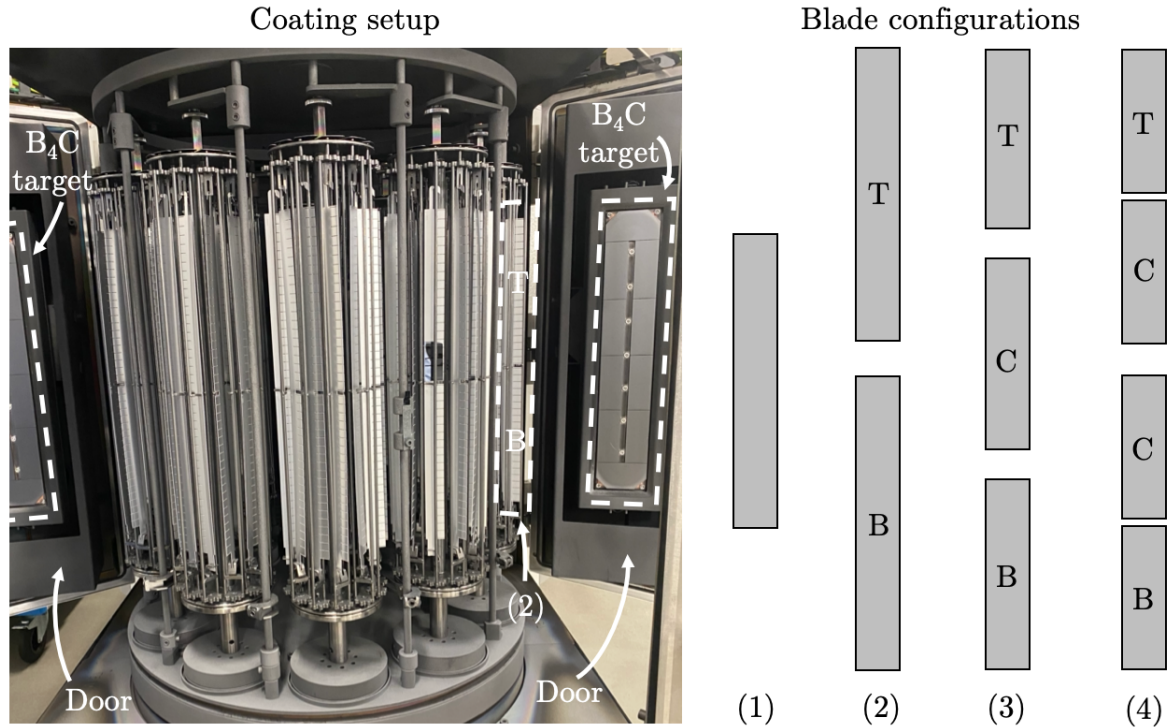 Coating setup
Blade configurations
B₄C
target
B₄C
target
T
B
(2)
Door
Door
T
B
T
C
B
T
C
C
B
(1)
(2)
(3)
(4)